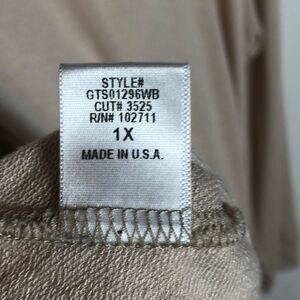 STYLE#
GTS01296WB
CUT# 3525
R/N# 102711
1X
MADE IN U.S.A.